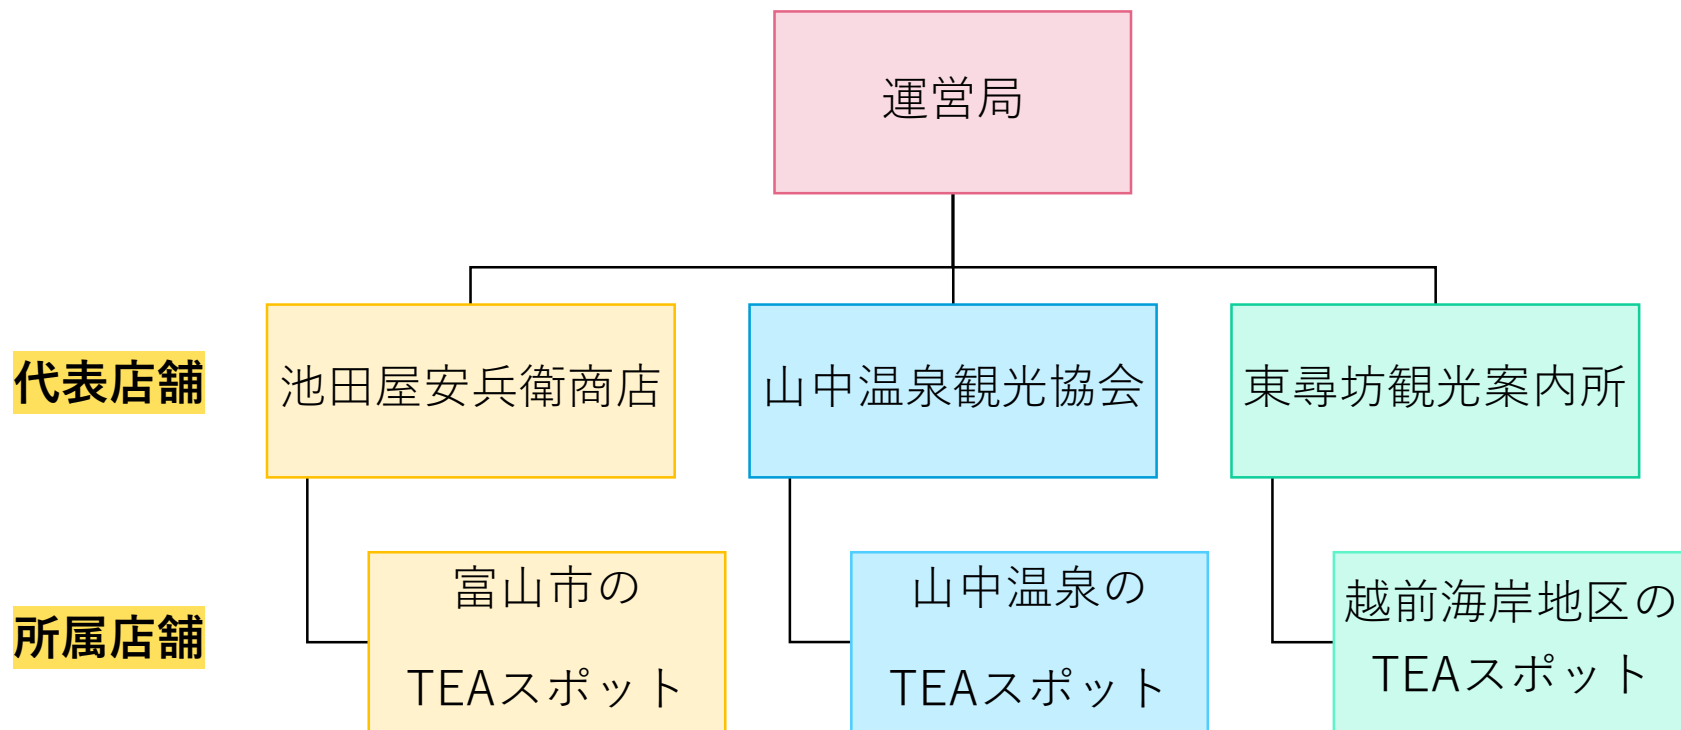 運営局
代表店舗
池田屋安兵衛商店
山中温泉観光協会
東尋坊観光案内所
所属店舗
富山市の
TEAスポット
山中温泉の
TEAスポット
越前海岸地区の
TEAスポット